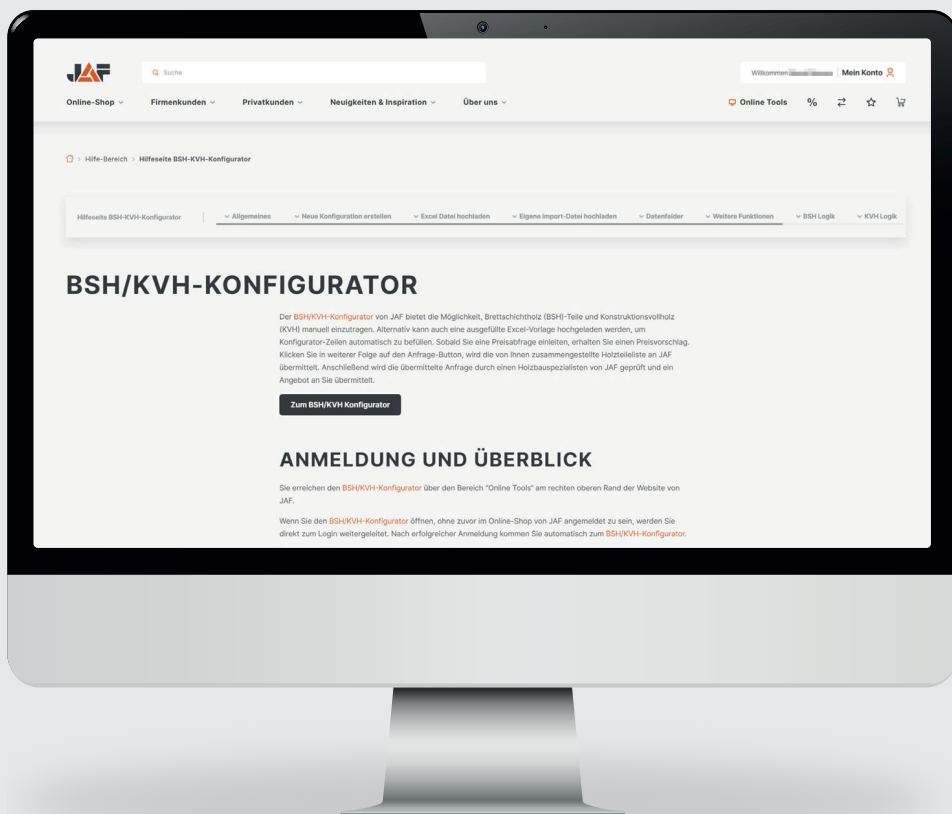 JAF
Suche
Willkommen
Mein Konto
Online-Shop
Firmenkunden
Privatkunden
Neuigkeiten & Inspiration
Über uns
Online Tools
%
Hilfe-Bereich > Hilfeseite BSH-KVH-Konfigurator
Hilfeseite BSH-KVH-Konfigurator
Allgemeines
Neue Konfiguration erstellen
Excel Datei hochladen
Eigene Import-Datei hochladen
Datenfelder
Weitere Funktionen
BSH Logik
KVH Logik
BSH/KVH-KONFIGURATOR
Der BSH/KVH-Konfigurator von JAF bietet die Möglichkeit, Brettschichtholz (BSH)-Teile und Konstruktionsvollholz
(KVH) manuell einzutragen. Alternativ kann auch eine ausgefüllte Excel-Vorlage hochgeladen werden, um
Konfigurator-Zeilen automatisch zu befüllen. Sobald Sie eine Preisabfrage einleiten, erhalten Sie einen Preisvorschlag.
Klicken Sie in weiterer Folge auf den Anfrage-Button, wird die von Ihnen zusammengestellte Holzteileliste an JAF
übermittelt. Anschließend wird die übermittelte Anfrage durch einen Holzbauspezialisten von JAF geprüft und ein
Angebot an Sie übermittelt.
Zum BSH/KVH Konfigurator
ANMELDUNG UND ÜBERBLICK
Sie erreichen den BSH/KVH-Konfigurator über den Bereich "Online Tools" am rechten oberen Rand der Website von
JAF.
Wenn Sie den BSH/KVH-Konfigurator öffnen, ohne zuvor im Online-Shop von JAF angemeldet zu sein, werden Sie
direkt zum Login weitergeleitet. Nach erfolgreicher Anmeldung kommen Sie automatisch zum BSH/KVH-Konfigurator.